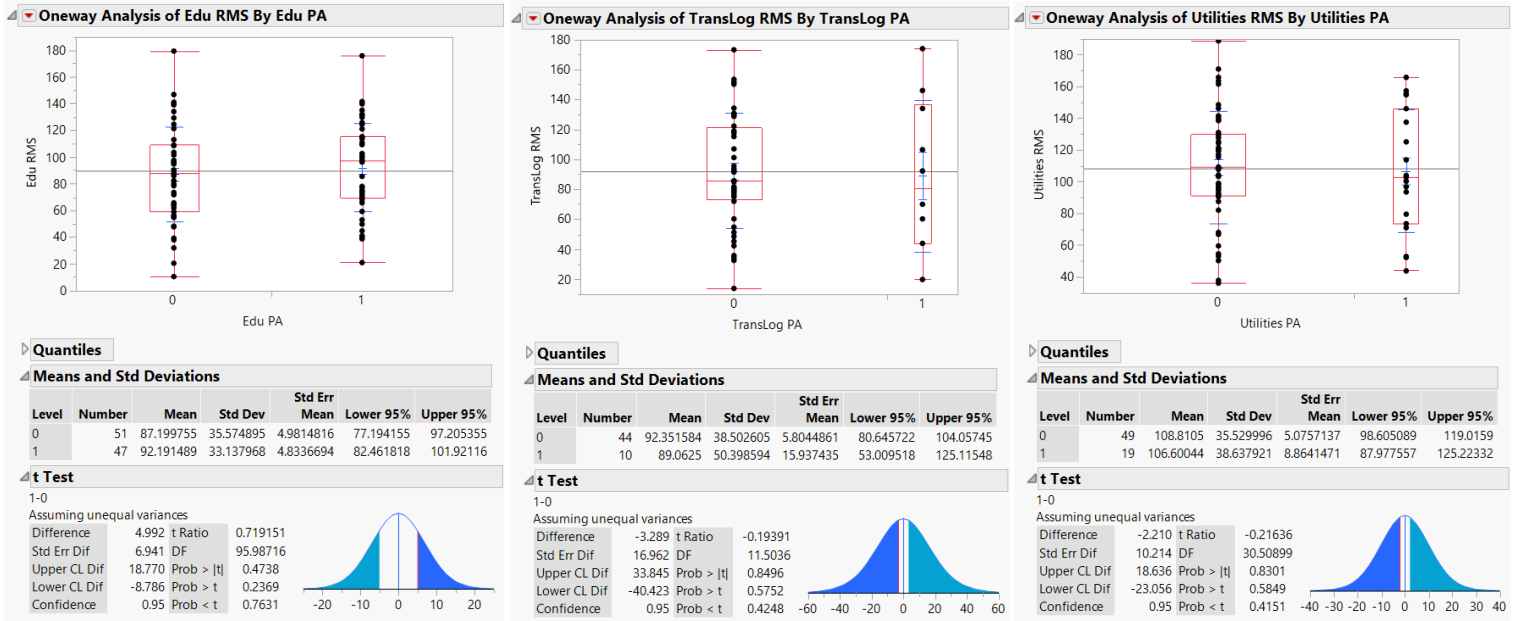 Oneway Analysis of Edu RMS By Edu PA
180
160
140
120
100
80
60
40
20
0
Edu RMS
0 1
Edu PA
Quantiles
Means and Std Deviations
Level Number Mean Std Dev Std Err Mean Lower 95% Upper 95%
0 51 87.199755 35.574895 4.9814816 77.194155 97.205355
1 47 92.191489 33.137968 4.8336694 82.461818 101.92116
t Test
1-0
Assuming unequal variances
Difference 4.992 t Ratio 0.719151
Std Err Dif 6.941 DF 95.98716
Upper CL Dif 18.770 Prob > |t| 0.4738
Lower CL Dif -8.786 Prob > t 0.2369
Confidence 0.95 Prob < t 0.7631
-20 -10 0 10 20
Oneway Analysis of TransLog RMS By TransLog PA
180
160
140
120
100
80
60
40
20
TransLog RMS
0 1
TransLog PA
Quantiles
Means and Std Deviations
Level Number Mean Std Dev Std Err Mean Lower 95% Upper 95%
0 44 92.351584 38.502605 5.8044861 80.645722 104.05745
1 10 89.0625 50.398594 15.937435 53.009518 125.11548
t Test
1-0
Assuming unequal variances
Difference -3.289 t Ratio -0.19391
Std Err Dif 16.962 DF 11.5036
Upper CL Dif 33.845 Prob > |t| 0.8496
Lower CL Dif -40.423 Prob > t 0.5752
Confidence 0.95 Prob < t 0.4248
-60 -40 -20 0 20 40 60
Oneway Analysis of Utilities RMS By Utilities PA
180
160
140
120
100
80
60
40
Utilities RMS
0 1
Utilities PA
Quantiles
Means and Std Deviations
Level Number Mean Std Dev Std Err Mean Lower 95% Upper 95%
0 49 108.8105 35.529996 5.0757137 98.605089 119.0159
1 19 106.60044 38.637921 8.8641471 87.977557 125.22332
t Test
1-0
Assuming unequal variances
Difference -2.210 t Ratio -0.21636
Std Err Dif 10.214 DF 30.50899
Upper CL Dif 18.636 Prob > |t| 0.8301
Lower CL Dif -23.056 Prob > t 0.5849
Confidence 0.95 Prob < t 0.4151
-40 -30 -20 -10 0 10 20 30 40